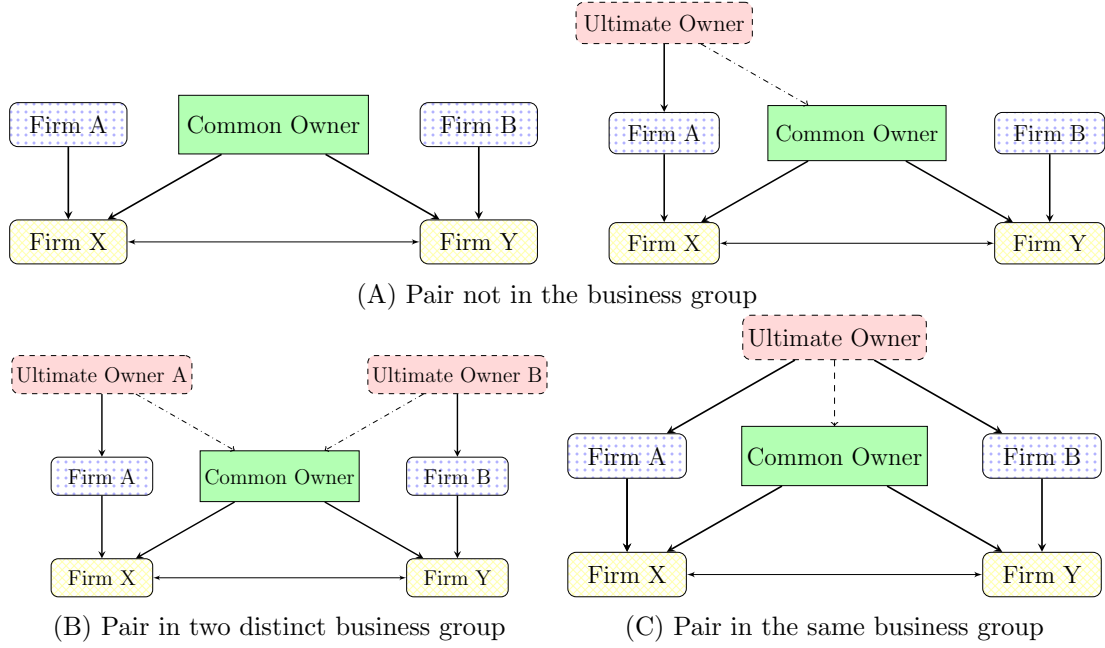 Ultimate Owner
Firm A
Common Owner
Firm B
Firm X
Firm Y
Firm A
Common Owner
Firm B
Firm X
Firm Y
(A) Pair not in the business group
Ultimate Owner A
Ultimate Owner B
Firm A
Common Owner
Firm B
Firm X
Firm Y
(B) Pair in two distinct business group
Ultimate Owner
Firm A
Common Owner
Firm B
Firm X
Firm Y
(C) Pair in the same business group